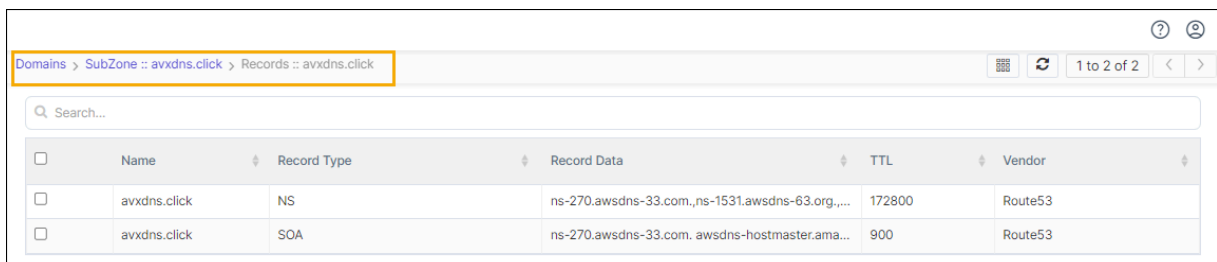 Domains > SubZone :: avxdns.click > Records :: avxdns.click
1 to 2 of 2
Search...
Name Record Type Record Data TTL Vendor
avxdns.click NS ns-270.awsdns-33.com.,ns-1531.awsdns-63.org.,... 172800 Route53
avxdns.click SOA ns-270.awsdns-33.com. awsdns-hostmaster.ama... 900 Route53